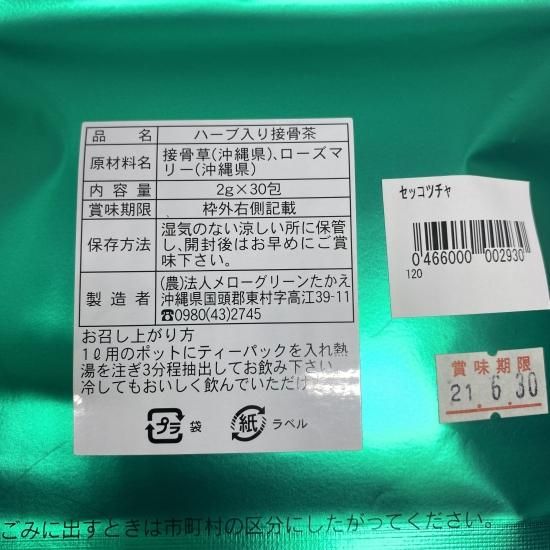 品名 ハーブ入り接骨茶
原材料名 接骨草(沖縄県)、ローズマ
リー(沖縄県)
内容量 2g×30包
賞味期限 枠外右側記載
保存方法 湿気のない涼しい所に保管
し、開封後はお早めにご賞
味下さい。
製造者 (農)法人メローグリーンたかえ
沖縄県国頭郡東村字高江39-11
☎0980(43)2745
お召し上がり方
1ℓ用のポットにティーパックを入れ熱
湯を注ぎ3分程抽出してお飲み下さい
冷してもおいしく飲んでいただけ
プラ 袋 紙 ラベル
セッコツチャ
0 466000 002930
120
賞味期限
21.6.30
ごみに出すときは市町村の区分にしたがってください。